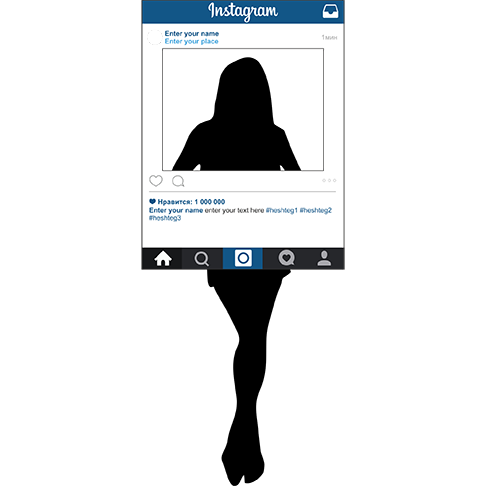 Instagram
Enter your name
Enter your place
1мин
Нравится: 1 000 000
Enter your name enter your text here #heshteg1 #heshteg2
#heshteg3